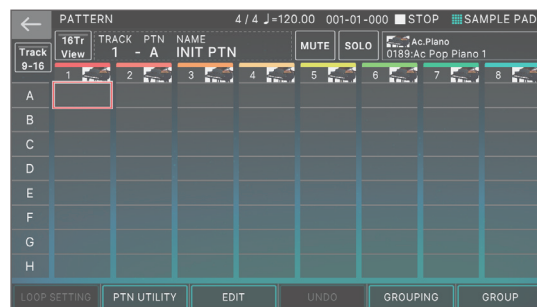 PATTERN 4/4 ♩=120.00 001-01-000 STOP SAMPLE PAD
16Tr View
TRACK PTN NAME
1 - A INIT PTN
MUTE SOLO
Ac.Piano
0189:Ac Pop Piano 1
Track 9-16
1 2 3 4 5 6 7 8
A
B
C
D
E
F
G
H
LOOP SETTING PTN UTILITY EDIT UNDO GROUPING GROUP